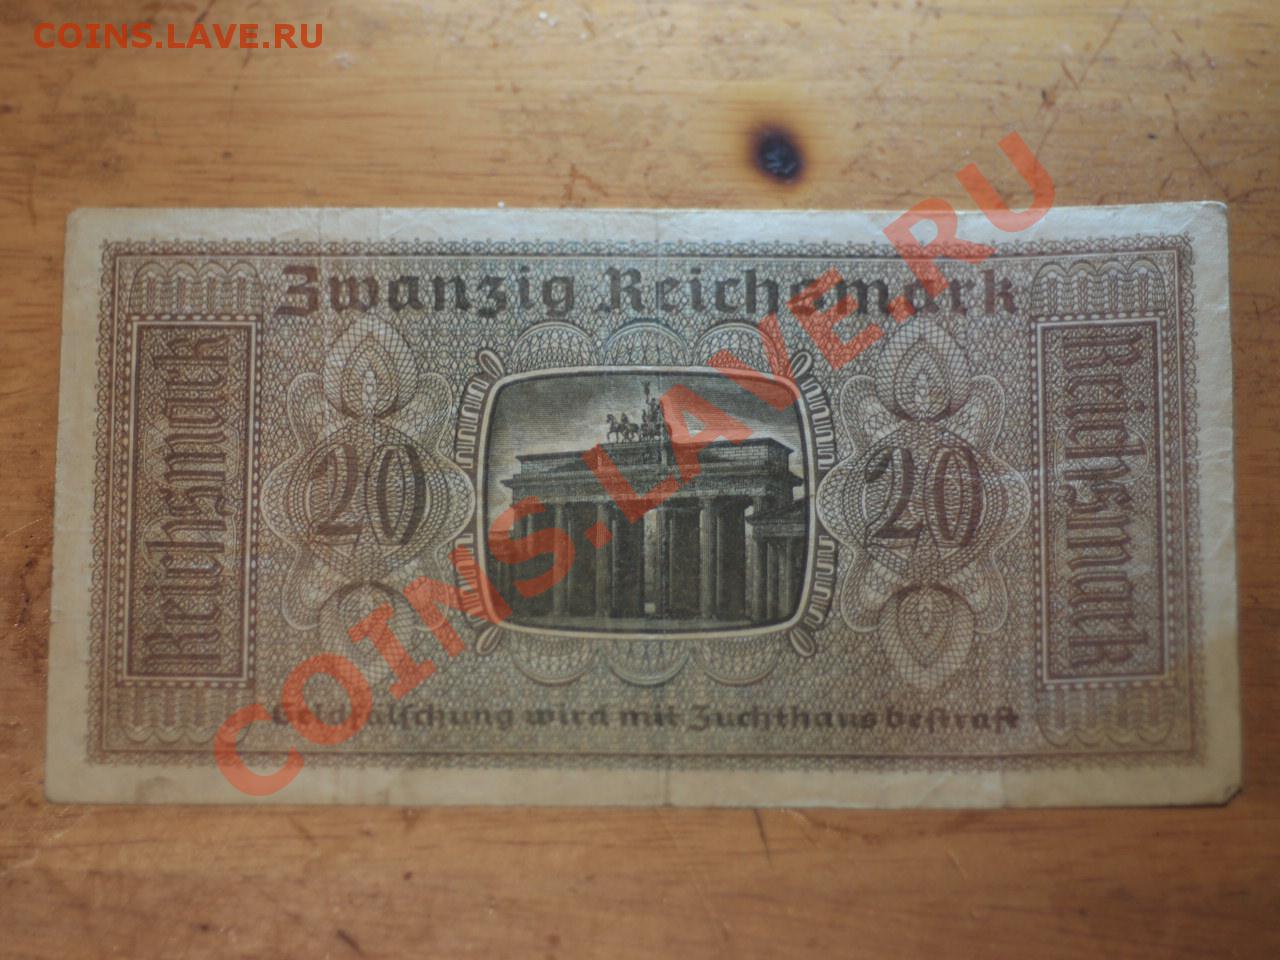 COINS.LAVE.RU
Zwanzig Reichsmark
Reichsmark
20
20
Reichsmark
Geldfälschung wird mit Zuchthaus bestraft
COINS.LAVE.RU